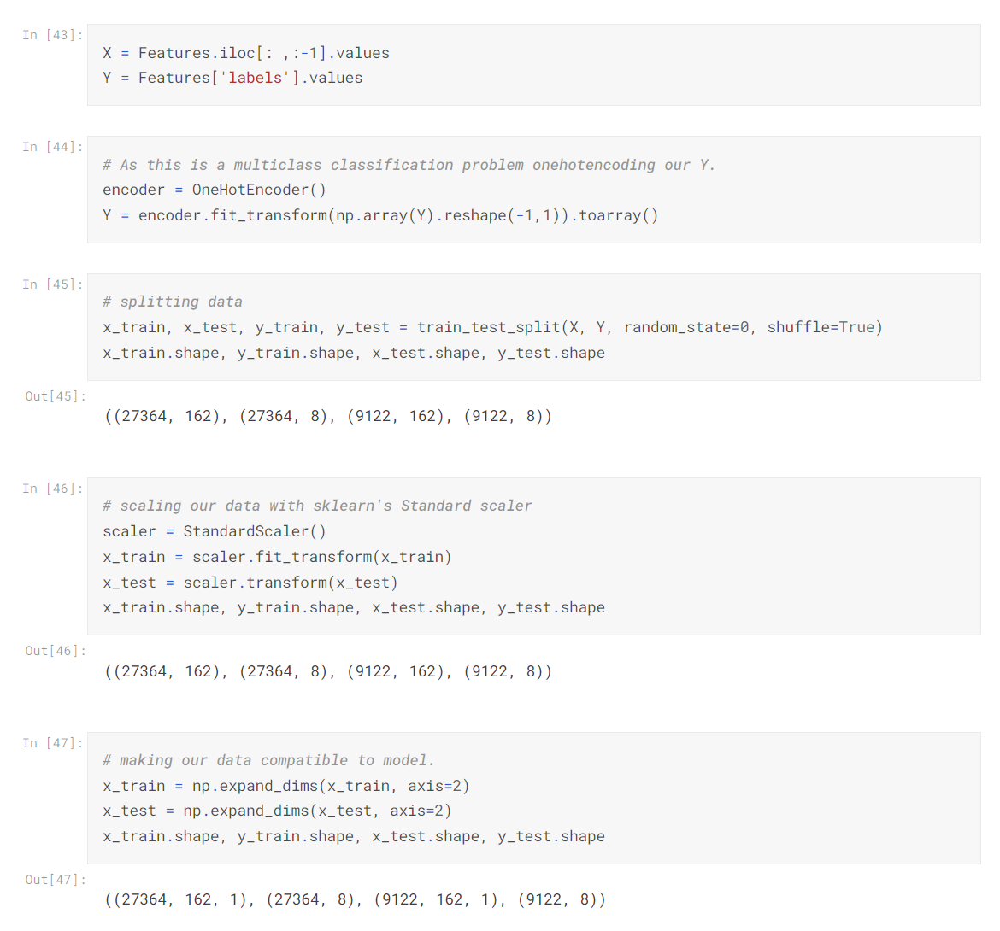 In [43]:
X = Features.iloc[: ,:-1].values
Y = Features['labels'].values
In [44]:
# As this is a multiclass classification problem onehotencoding our Y.
encoder = OneHotEncoder()
Y = encoder.fit_transform(np.array(Y).reshape(-1,1)).toarray()
In [45]:
# splitting data
x_train, x_test, y_train, y_test = train_test_split(X, Y, random_state=0, shuffle=True)
x_train.shape, y_train.shape, x_test.shape, y_test.shape
Out[45]:
((27364, 162), (27364, 8), (9122, 162), (9122, 8))
In [46]:
# scaling our data with sklearn's Standard scaler
scaler = StandardScaler()
x_train = scaler.fit_transform(x_train)
x_test = scaler.transform(x_test)
x_train.shape, y_train.shape, x_test.shape, y_test.shape
Out[46]:
((27364, 162), (27364, 8), (9122, 162), (9122, 8))
In [47]:
# making our data compatible to model.
x_train = np.expand_dims(x_train, axis=2)
x_test = np.expand_dims(x_test, axis=2)
x_train.shape, y_train.shape, x_test.shape, y_test.shape
Out[47]:
((27364, 162, 1), (27364, 8), (9122, 162, 1), (9122, 8))